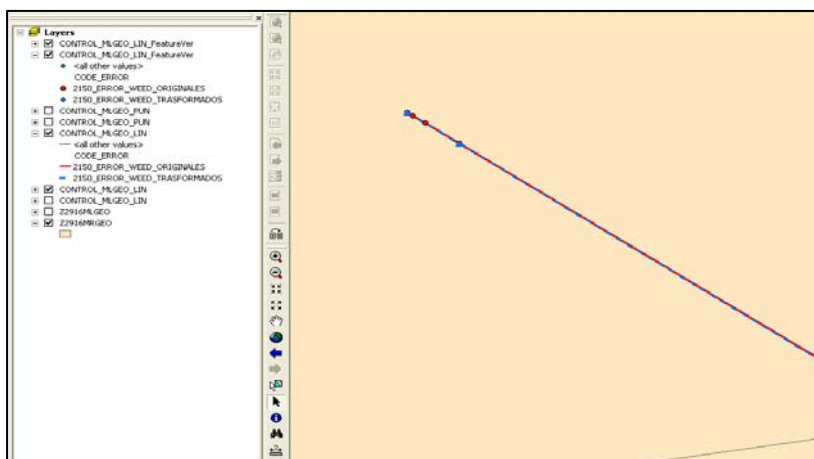 Layers
CONTROL_MLGEO_LIN_FeatureVer
CONTROL_MLGEO_LIN_FeatureVer
<all other values>
CODE_ERROR
2150_ERROR_WEED_ORIGINALES
2150_ERROR_WEED_TRASFORMADOS
CONTROL_MLGEO_PUN
CONTROL_MLGEO_PUN
CONTROL_MLGEO_LIN
<all other values>
CODE_ERROR
2150_ERROR_WEED_ORIGINALES
2150_ERROR_WEED_TRASFORMADOS
CONTROL_MLGEO_LIN
CONTROL_MLGEO_LIN
Z2916MLGEO
Z2916MRGEO